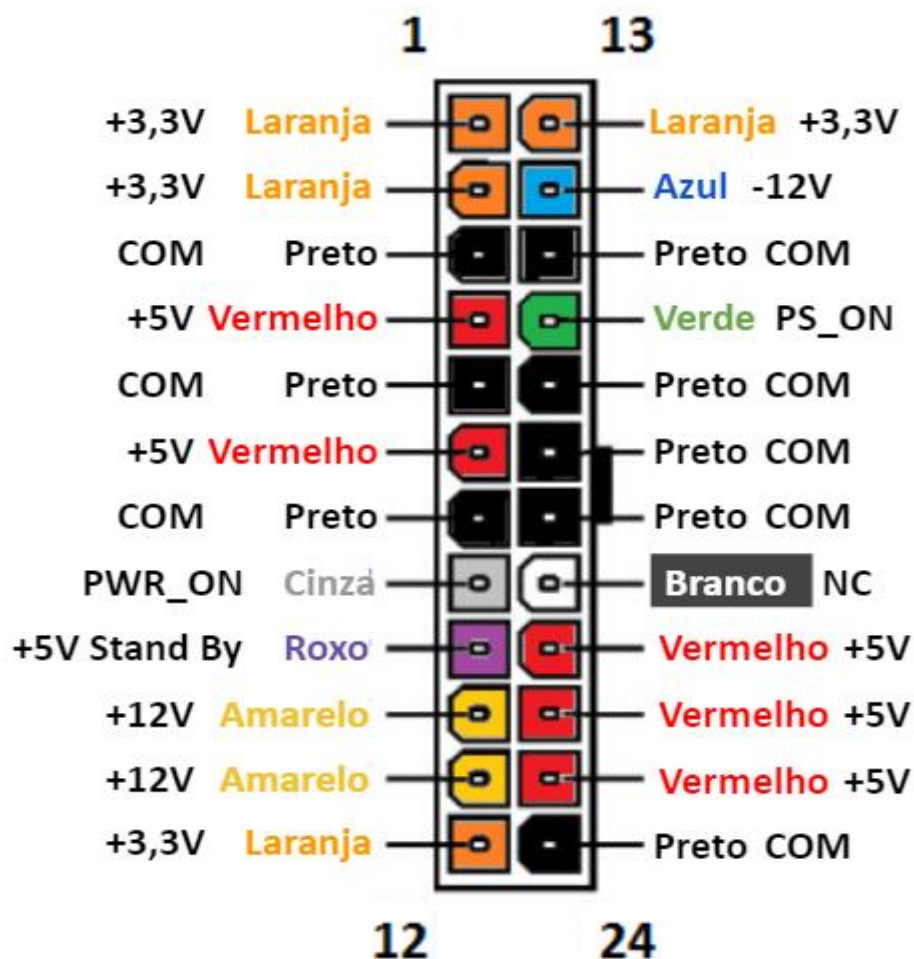 1 13
+3,3V Laranja Laranja +3,3V
+3,3V Laranja Azul -12V
COM Preto Preto COM
+5V Vermelho Verde PS_ON
COM Preto Preto COM
+5V Vermelho Preto COM
COM Preto Preto COM
PWR_ON Cinza Branco NC
+5V Stand By Roxo Vermelho +5V
+12V Amarelo Vermelho +5V
+12V Amarelo Vermelho +5V
+3,3V Laranja Preto COM
12 24